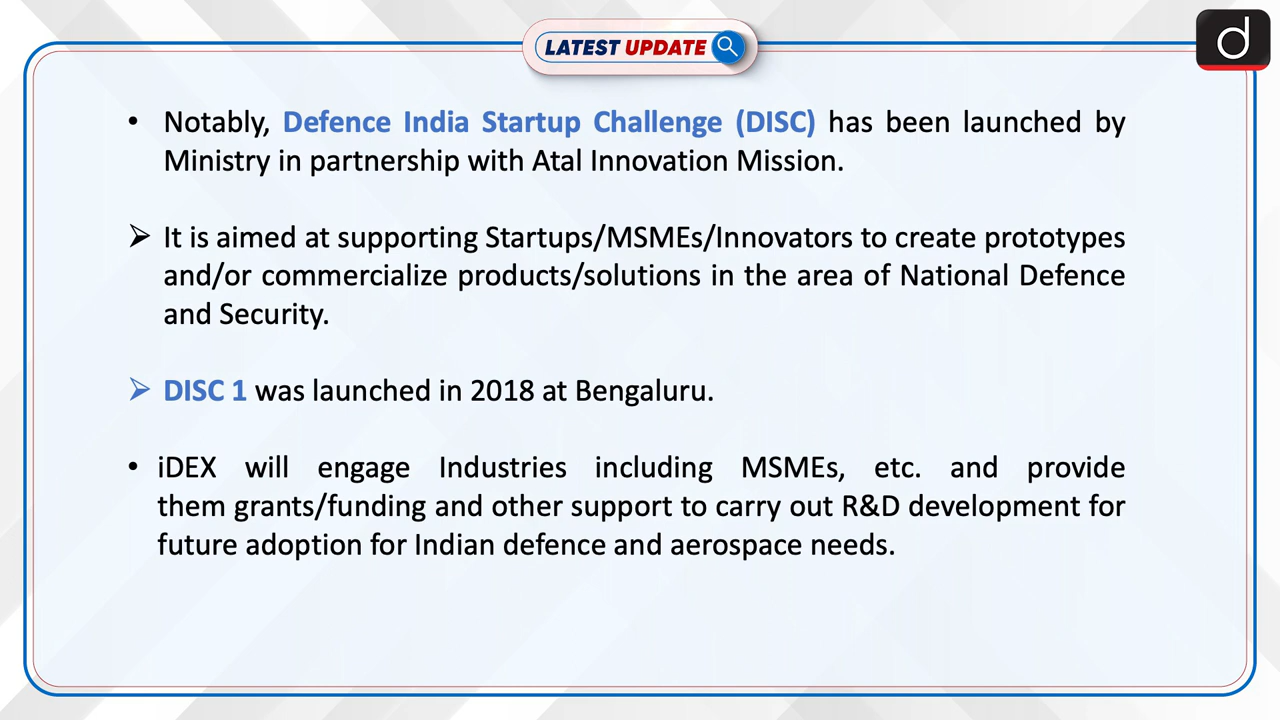 LATEST UPDATE
d
• Notably, Defence India Startup Challenge (DISC) has been launched by
Ministry in partnership with Atal Innovation Mission.
➢ It is aimed at supporting Startups/MSMEs/Innovators to create prototypes
and/or commercialize products/solutions in the area of National Defence
and Security.
➢ DISC 1 was launched in 2018 at Bengaluru.
• iDEX will engage Industries including MSMEs, etc. and provide
them grants/funding and other support to carry out R&D development for
future adoption for Indian defence and aerospace needs.